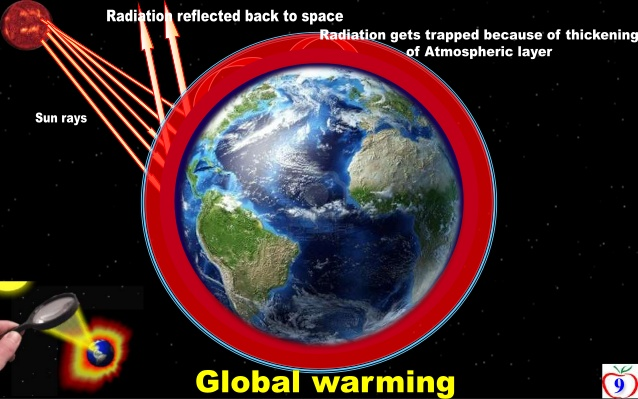 Radiation reflected back to space
Radiation gets trapped because of thickening
of Atmospheric layer
Sun rays
Global warming
9